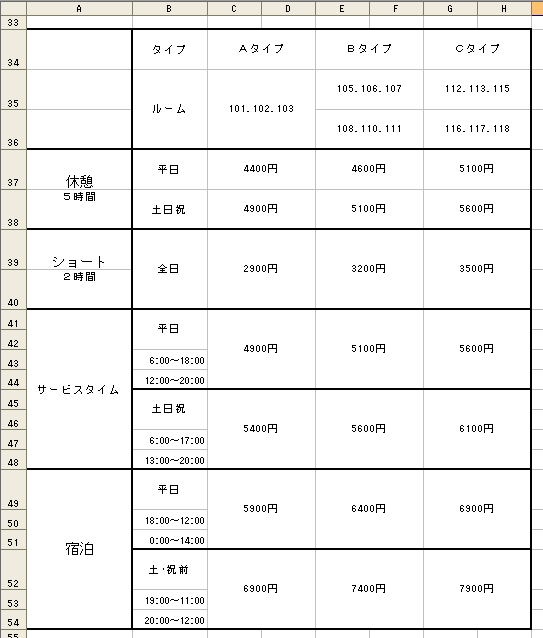 A B C D E F G H
33
34 タイプ Aタイプ Bタイプ Cタイプ
35 ルーム 101.102.103 105.106.107 112.113.115
36 108.110.111 116.117.118
37 休憩 平日 4400円 4600円 5100円
5時間
38 土日祝 4900円 5100円 5600円
39 ショート 全日 2900円 3200円 3500円
2時間
40
41 平日
42 4900円 5100円 5600円
43 6:00～18:00
44 サービスタイム 12:00～20:00
45 土日祝
46 5400円 5600円 6100円
47 6:00～17:00
48 13:00～20:00
49 平日 5900円 6400円 6900円
50 18:00～12:00
51 宿泊 0:00～14:00
52 土・祝前 6900円 7400円 7900円
53 19:00～11:00
54 20:00～12:00
55